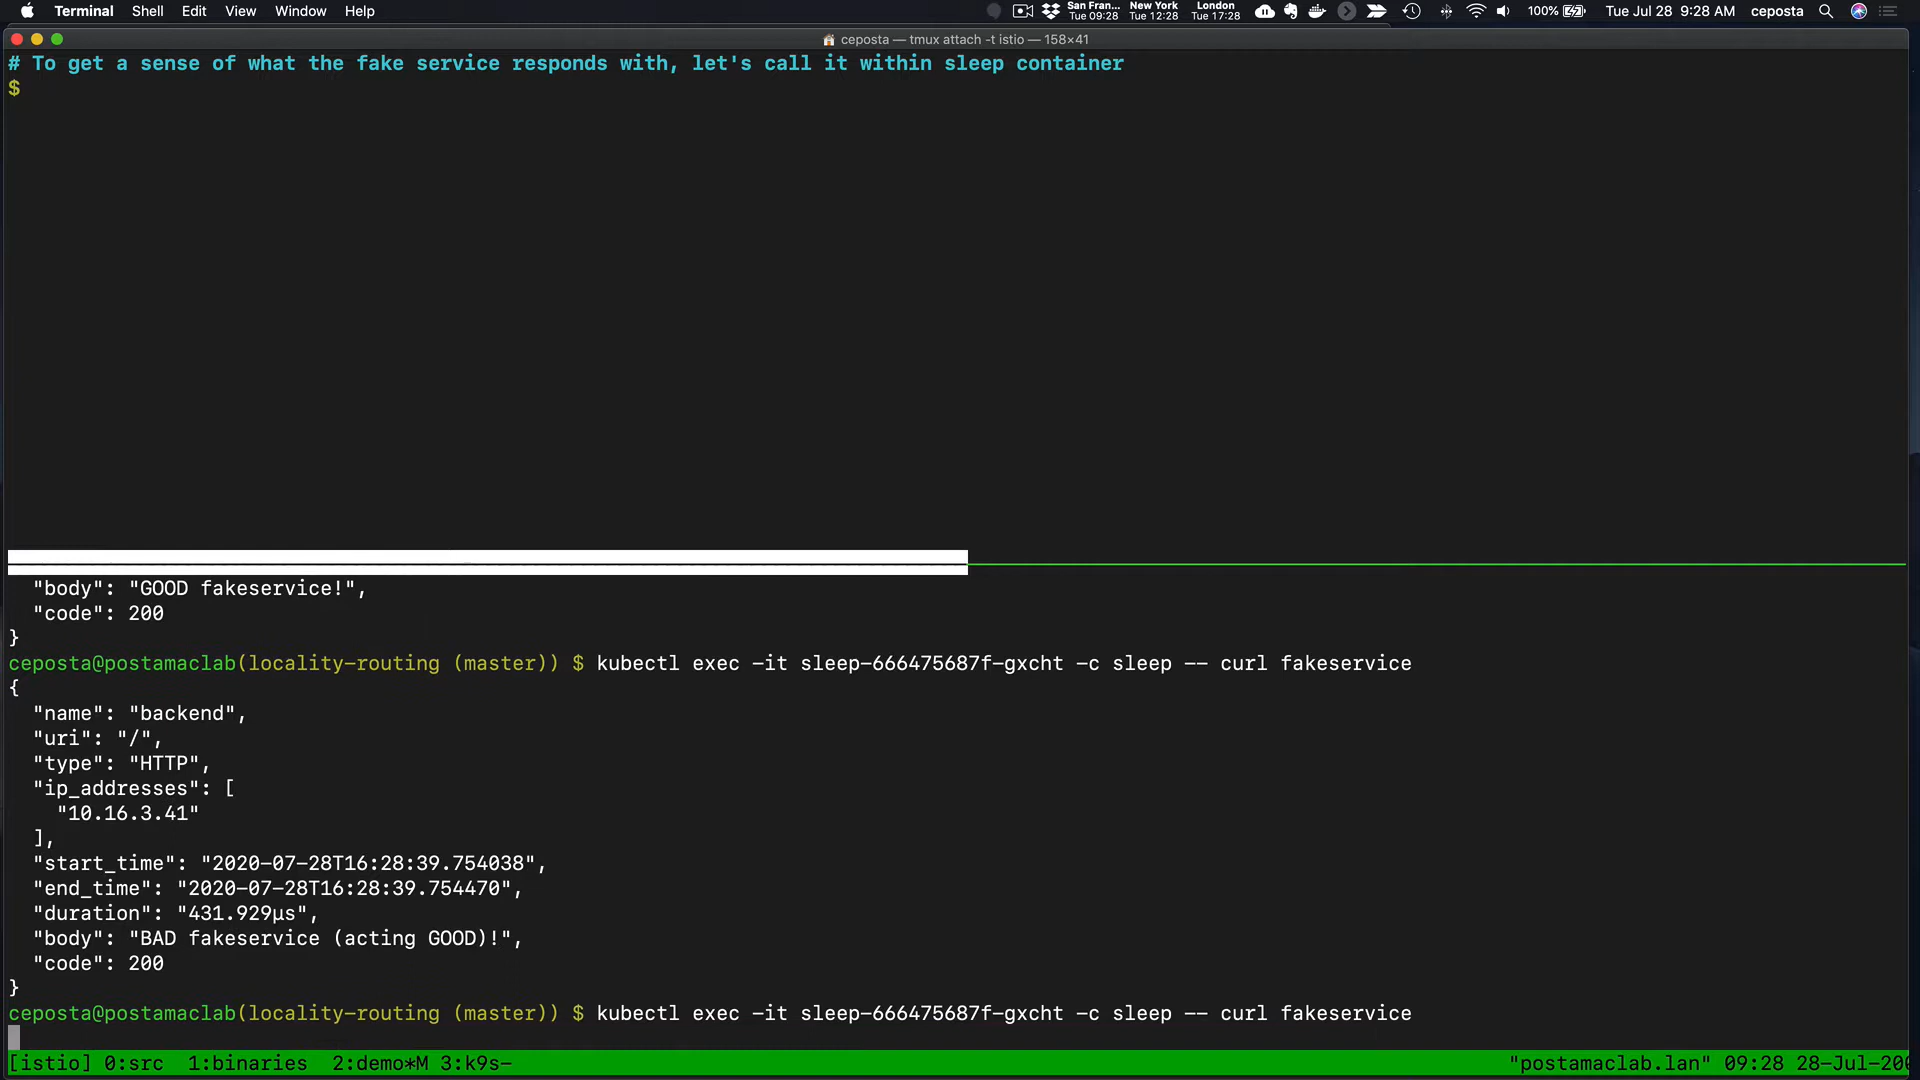 Terminal Shell Edit View Window Help
San Fran... New York London
Tue 09:28 Tue 12:28 Tue 17:28
100% Tue Jul 28 9:28 AM ceposta
ceposta — tmux attach -t istio — 158×41
# To get a sense of what the fake service responds with, let's call it within sleep container
$
"body": "GOOD fakeservice!",
"code": 200
}
ceposta@postamaclab(locality-routing (master)) $ kubectl exec -it sleep-666475687f-gxcht -c sleep -- curl fakeservice
{
"name": "backend",
"uri": "/",
"type": "HTTP",
"ip_addresses": [
"10.16.3.41"
],
"start_time": "2020-07-28T16:28:39.754038",
"end_time": "2020-07-28T16:28:39.754470",
"duration": "431.929µs",
"body": "BAD fakeservice (acting GOOD)!",
"code": 200
}
ceposta@postamaclab(locality-routing (master)) $ kubectl exec -it sleep-666475687f-gxcht -c sleep -- curl fakeservice
[istio] 0:src 1:binaries 2:demo*M 3:k9s- "postamaclab.lan" 09:28 28-Jul-200